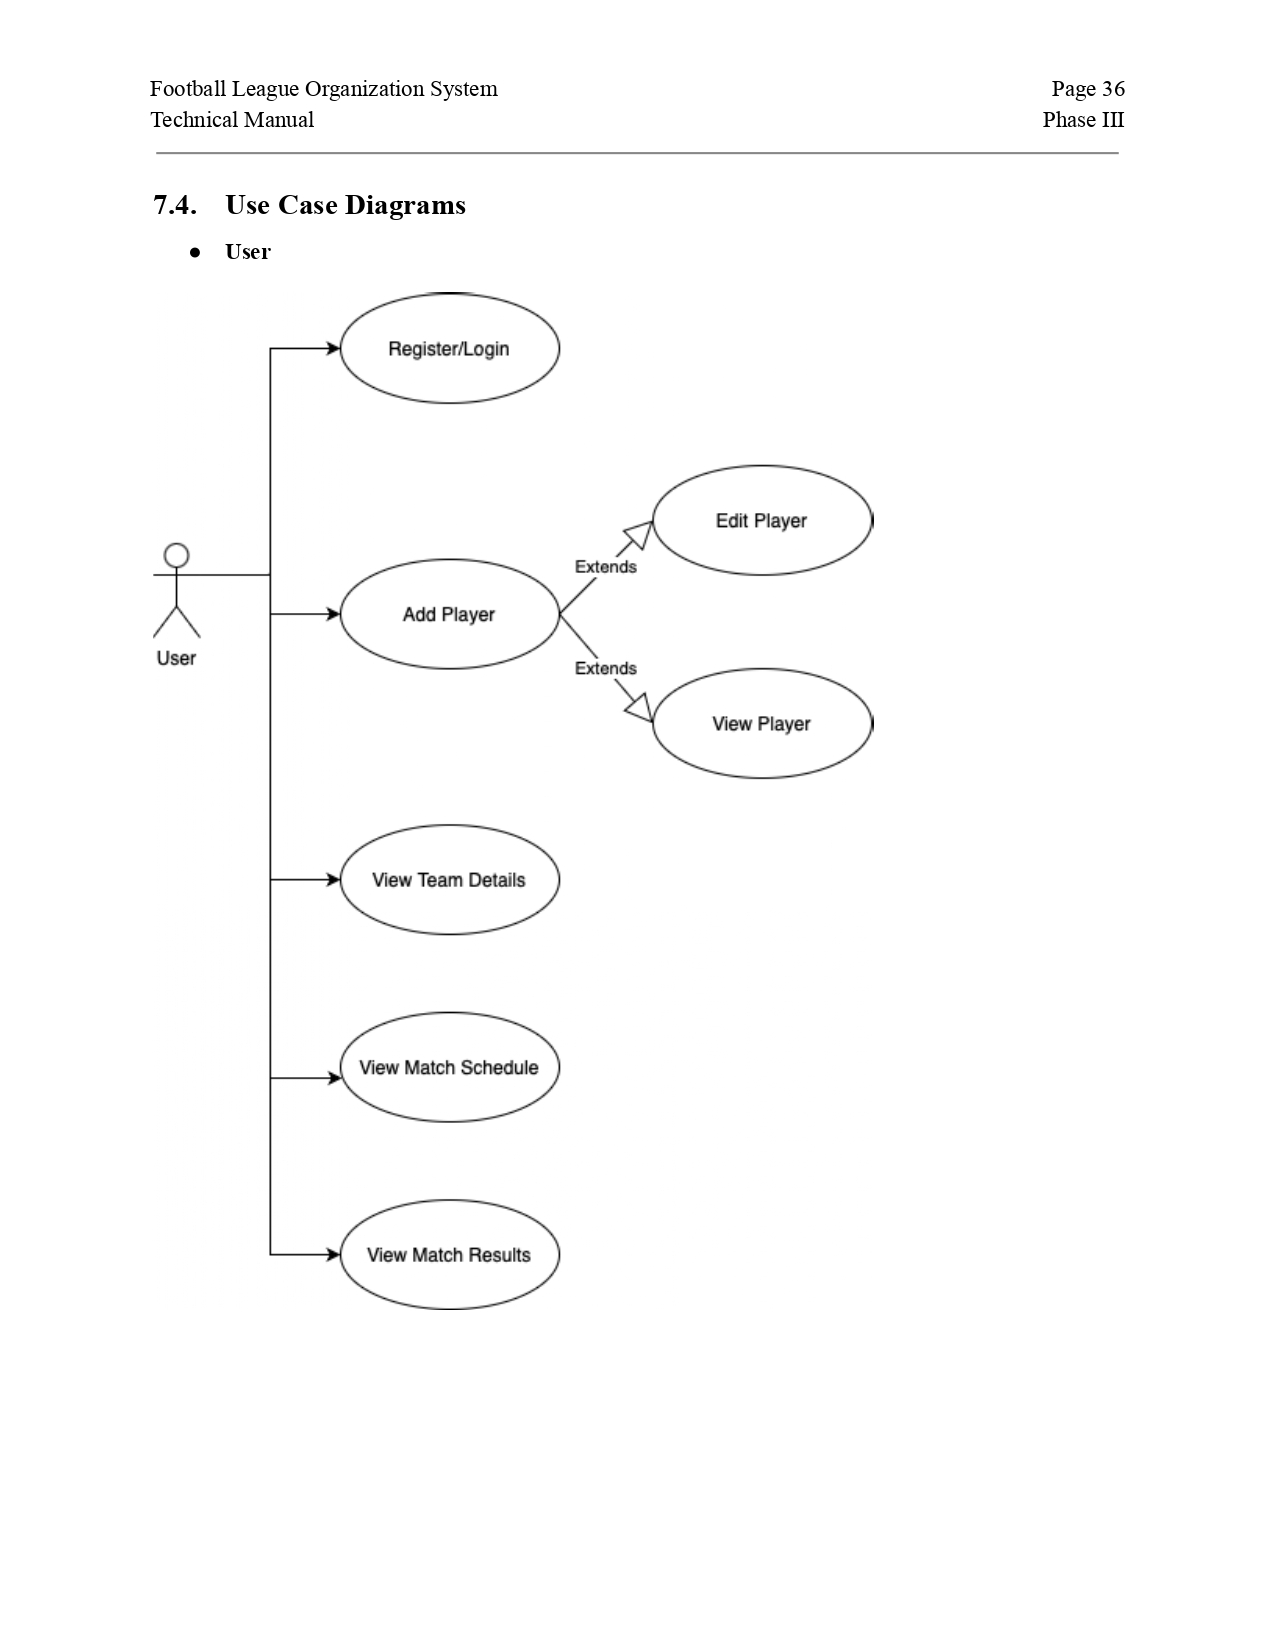 Football League Organization System Page 36
Technical Manual Phase III
7.4. Use Case Diagrams
● User
Register/Login
Edit Player
Extends
Add Player
User
Extends
View Player
View Team Details
View Match Schedule
View Match Results